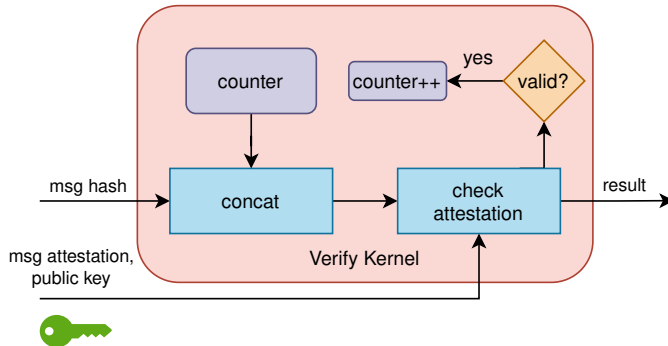 yes
counter
counter++
valid?
msg hash
concat
check
attestation
result
msg attestation,
public key
Verify Kernel